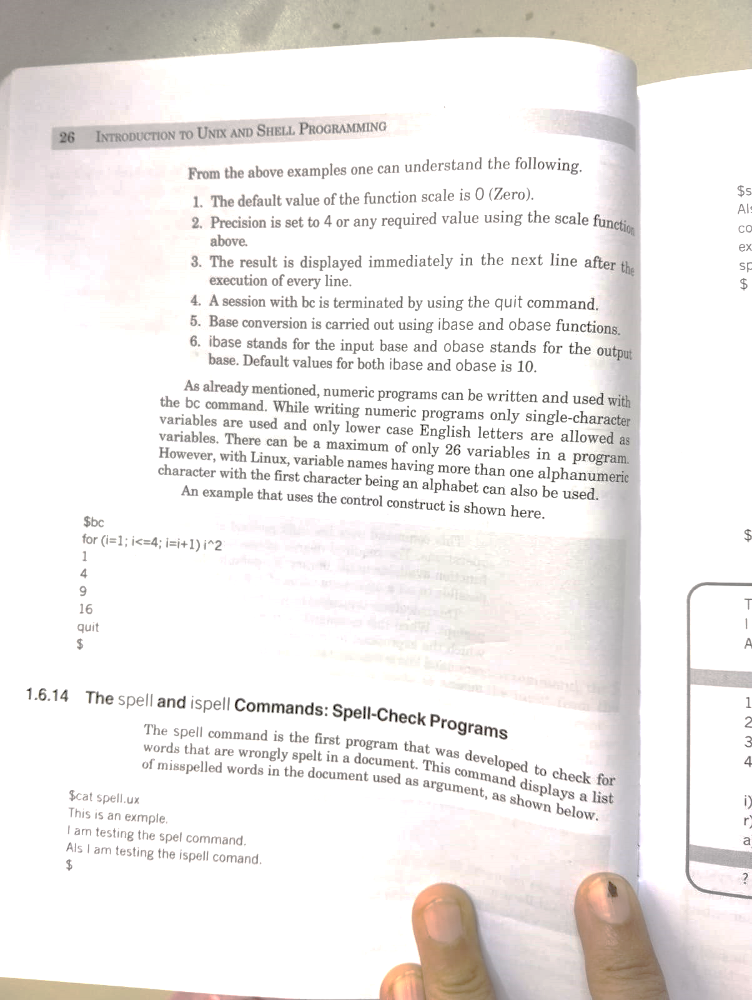 26 INTRODUCTION TO UNIX AND SHELL PROGRAMMING
From the above examples one can understand the following.
1. The default value of the function scale is 0 (Zero).
2. Precision is set to 4 or any required value using the scale function
above.
3. The result is displayed immediately in the next line after the
execution of every line.
4. A session with bc is terminated by using the quit command.
5. Base conversion is carried out using ibase and obase functions.
6. ibase stands for the input base and obase stands for the output
base. Default values for both ibase and obase is 10.
As already mentioned, numeric programs can be written and used with
the bc command. While writing numeric programs only single-character
variables are used and only lower case English letters are allowed as
variables. There can be a maximum of only 26 variables in a program.
However, with Linux, variable names having more than one alphanumeric
character with the first character being an alphabet can also be used.
An example that uses the control construct is shown here.
$bc
for (i=1; i<=4; i=i+1) i^2
1
4
9
16
quit
$
1.6.14 The spell and ispell Commands: Spell-Check Programs
The spell command is the first program that was developed to check for
words that are wrongly spelt in a document. This command displays a list
of misspelled words in the document used as argument, as shown below.
$cat spell.ux
This is an exmple.
I am testing the spel command.
Als I am testing the ispell comand.
$
$s
Als
co
ex
sp
$
$
T
I
A
1
2
3
4
i)
r)
a
?